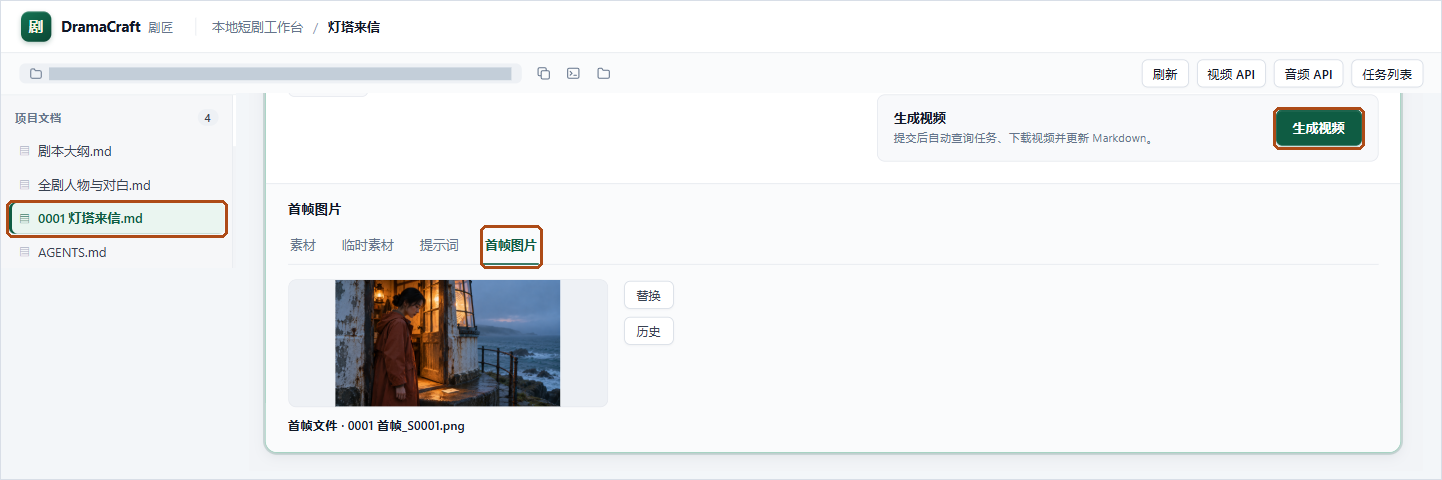 剧 DramaCraft 剧匠 本地短剧工作台 / 灯塔来信
刷新 视频 API 音频 API 任务列表
项目文档 4
剧本大纲.md
全剧人物与对白.md
0001 灯塔来信.md
AGENTS.md
生成视频
提交后自动查询任务、下载视频并更新 Markdown。
生成视频
首帧图片
素材 临时素材 提示词 首帧图片
替换
历史
首帧文件 · 0001 首帧_S0001.png